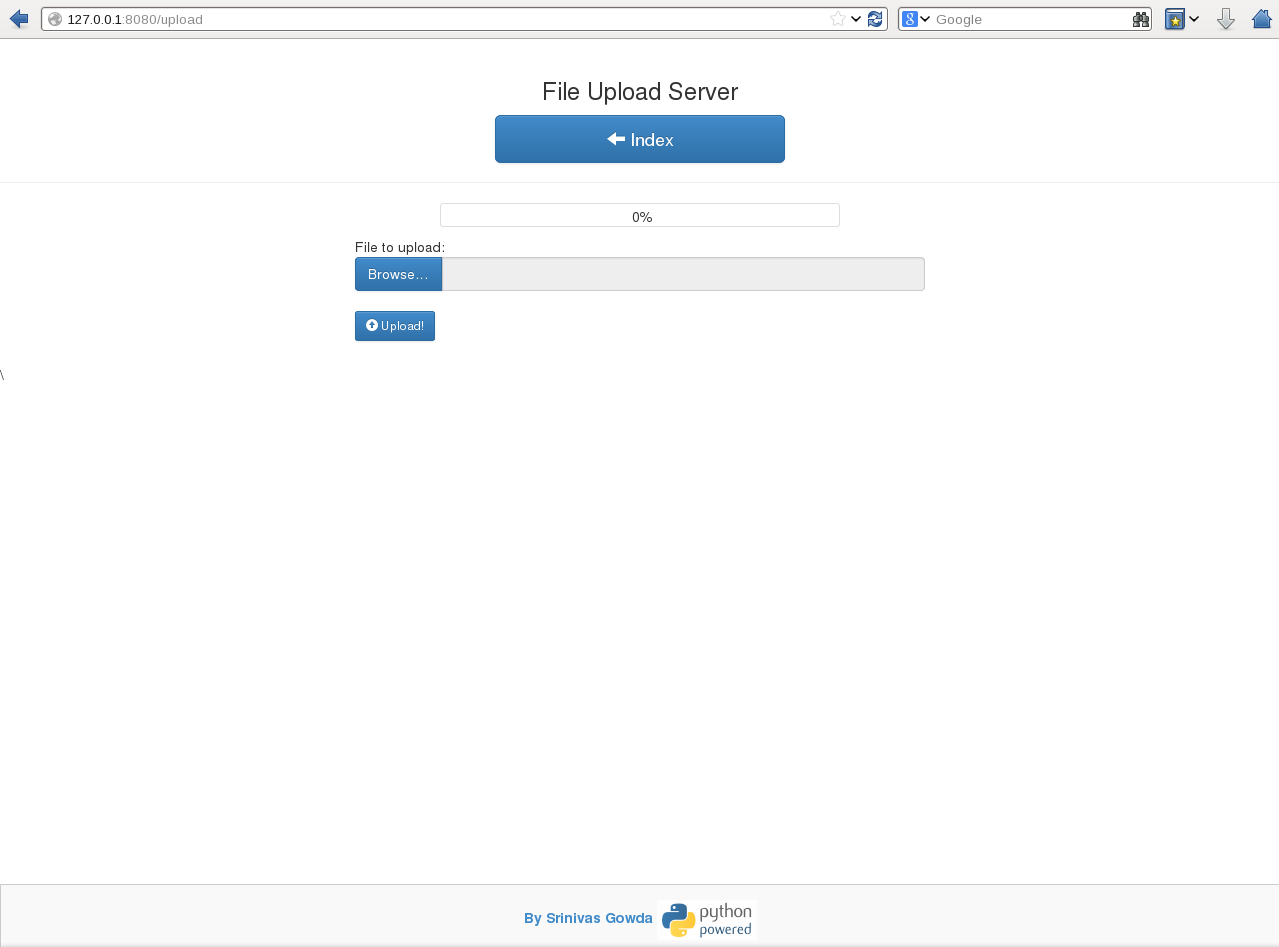 127.0.0.1:8080/upload
Google
File Upload Server
Index
0%
File to upload:
Browse...
Upload!
\
By Srinivas Gowda
python
powered